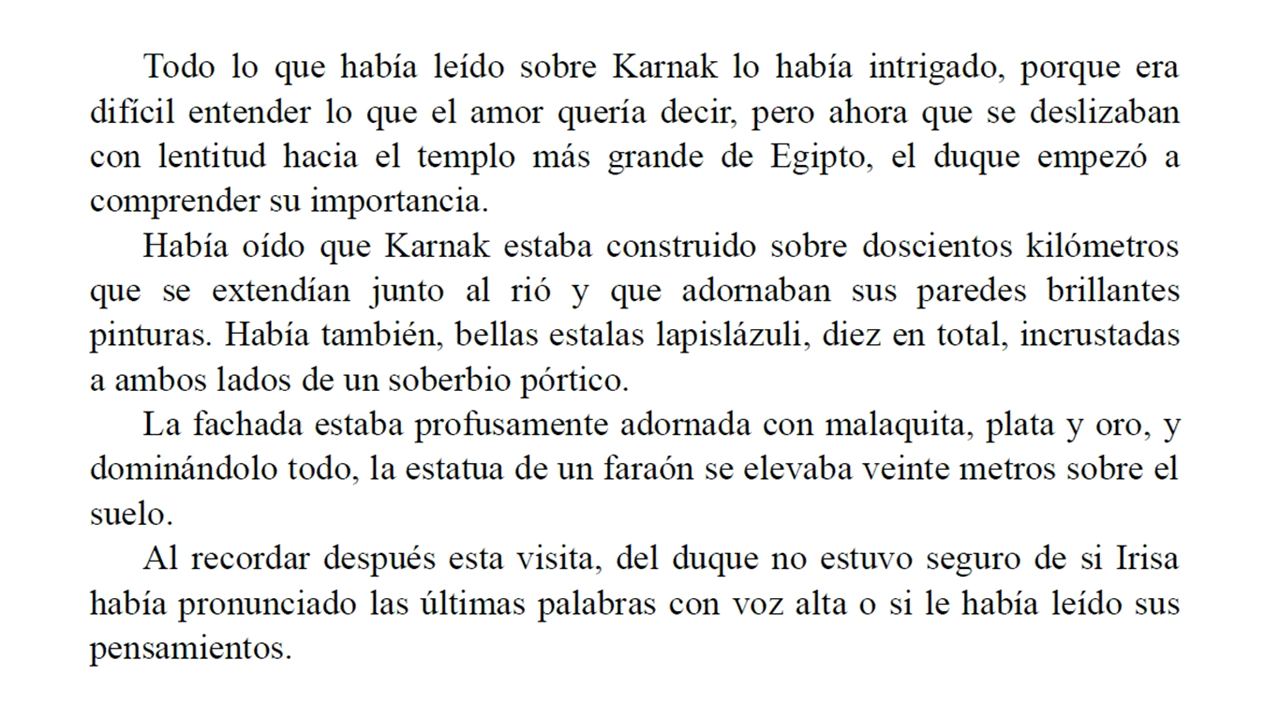 Todo lo que había leído sobre Karnak lo había intrigado, porque era
difícil entender lo que el amor quería decir, pero ahora que se deslizaban
con lentitud hacia el templo más grande de Egipto, el duque empezó a
comprender su importancia.
Había oído que Karnak estaba construido sobre doscientos kilómetros
que se extendían junto al rió y que adornaban sus paredes brillantes
pinturas. Había también, bellas estalas lapislázuli, diez en total, incrustadas
a ambos lados de un soberbio pórtico.
La fachada estaba profusamente adornada con malaquita, plata y oro, y
dominándolo todo, la estatua de un faraón se elevaba veinte metros sobre el
suelo.
Al recordar después esta visita, del duque no estuvo seguro de si Irisa
había pronunciado las últimas palabras con voz alta o si le había leído sus
pensamientos.